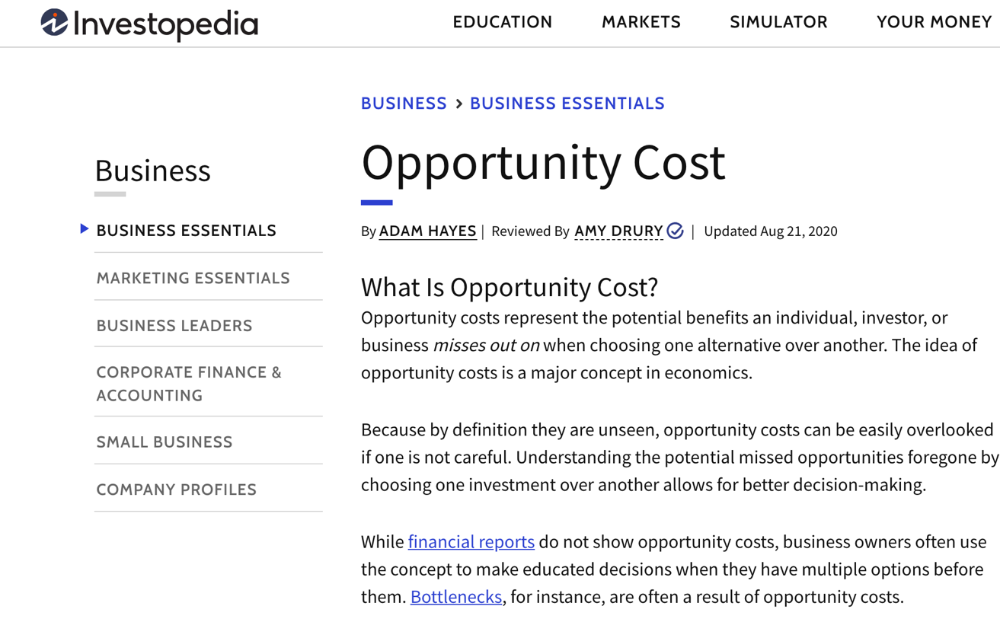 Investopedia
EDUCATION MARKETS SIMULATOR YOUR MONEY
BUSINESS > BUSINESS ESSENTIALS
Opportunity Cost
By ADAM HAYES | Reviewed By AMY DRURY | Updated Aug 21, 2020
Business
BUSINESS ESSENTIALS
MARKETING ESSENTIALS
BUSINESS LEADERS
CORPORATE FINANCE &
ACCOUNTING
SMALL BUSINESS
COMPANY PROFILES
What Is Opportunity Cost?
Opportunity costs represent the potential benefits an individual, investor, or
business misses out on when choosing one alternative over another. The idea of
opportunity costs is a major concept in economics.
Because by definition they are unseen, opportunity costs can be easily overlooked
if one is not careful. Understanding the potential missed opportunities foregone by
choosing one investment over another allows for better decision-making.
While financial reports do not show opportunity costs, business owners often use
the concept to make educated decisions when they have multiple options before
them. Bottlenecks, for instance, are often a result of opportunity costs.